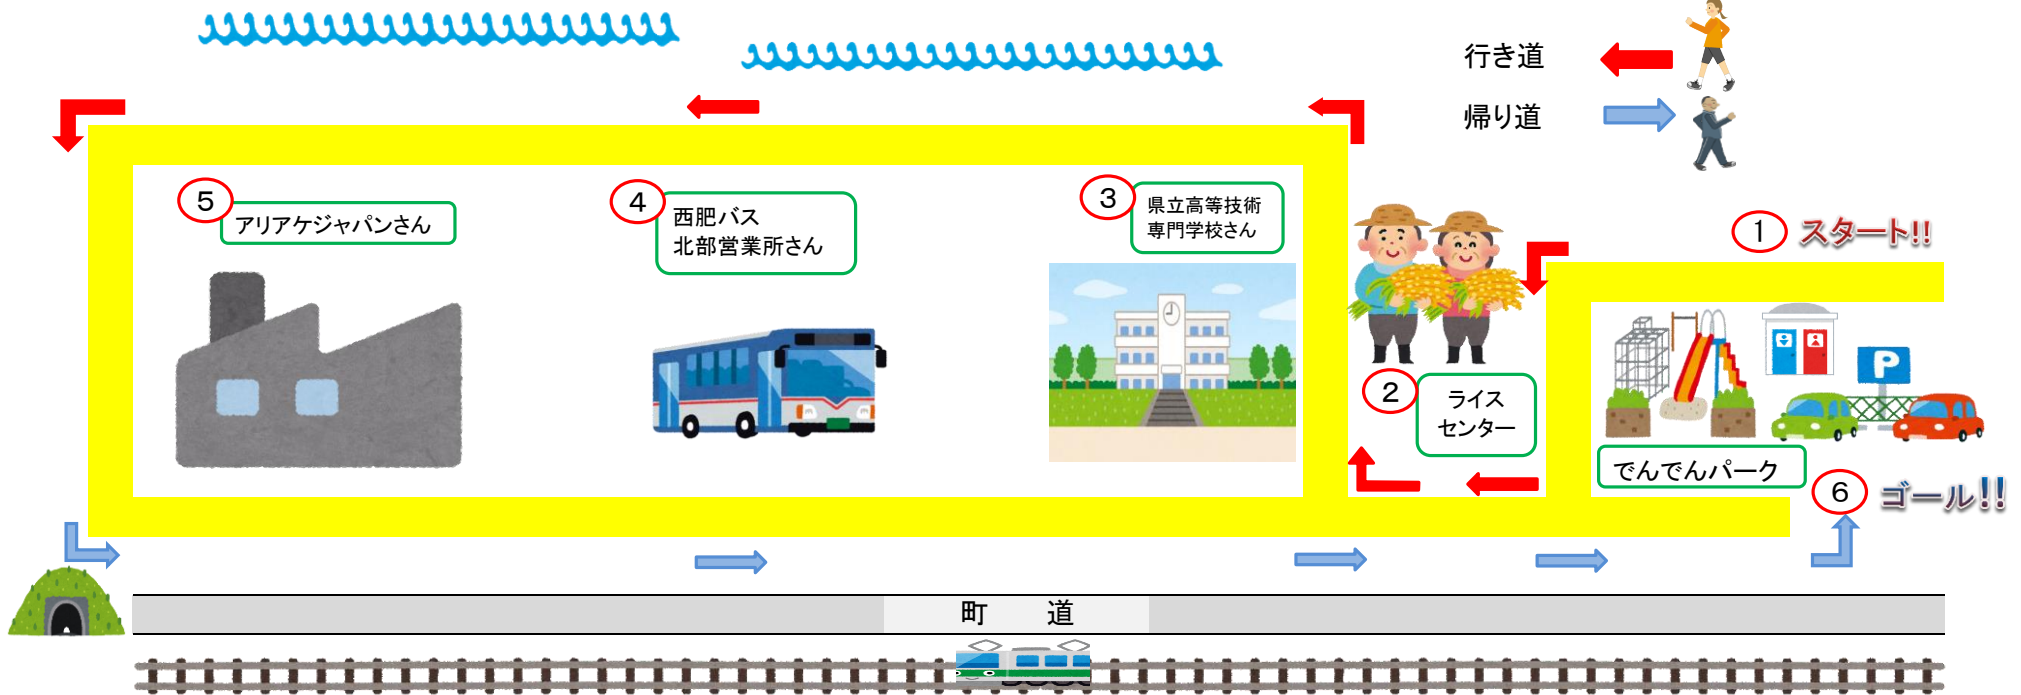 行き道
帰り道
① スタート!!
⑤
アリアケジャパンさん
④
西肥バス
北部営業所さん
③
県立高等技術
専門学校さん
②
ライス
センター
P
でんでんパーク
⑥ ゴール!!
町　道